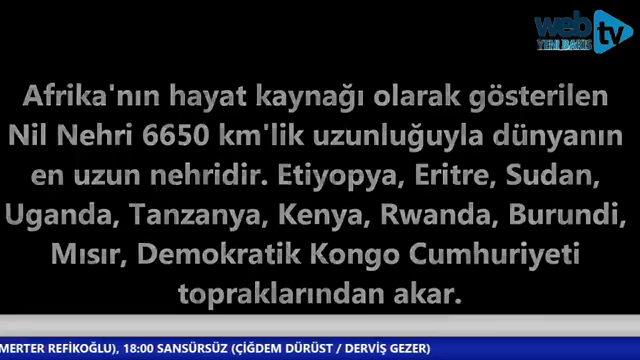 web tv
YENİ BAKIŞ
Afrika'nın hayat kaynağı olarak gösterilen
Nil Nehri 6650 km'lik uzunluğuyla dünyanın
en uzun nehridir. Etiyopya, Eritre, Sudan,
Uganda, Tanzanya, Kenya, Rwanda, Burundi,
Mısır, Demokratik Kongo Cumhuriyeti
topraklarından akar.
MERTER REFİKOĞLU), 18:00 SANSÜRSÜZ (ÇİĞDEM DÜRÜST / DERVİŞ GEZER)